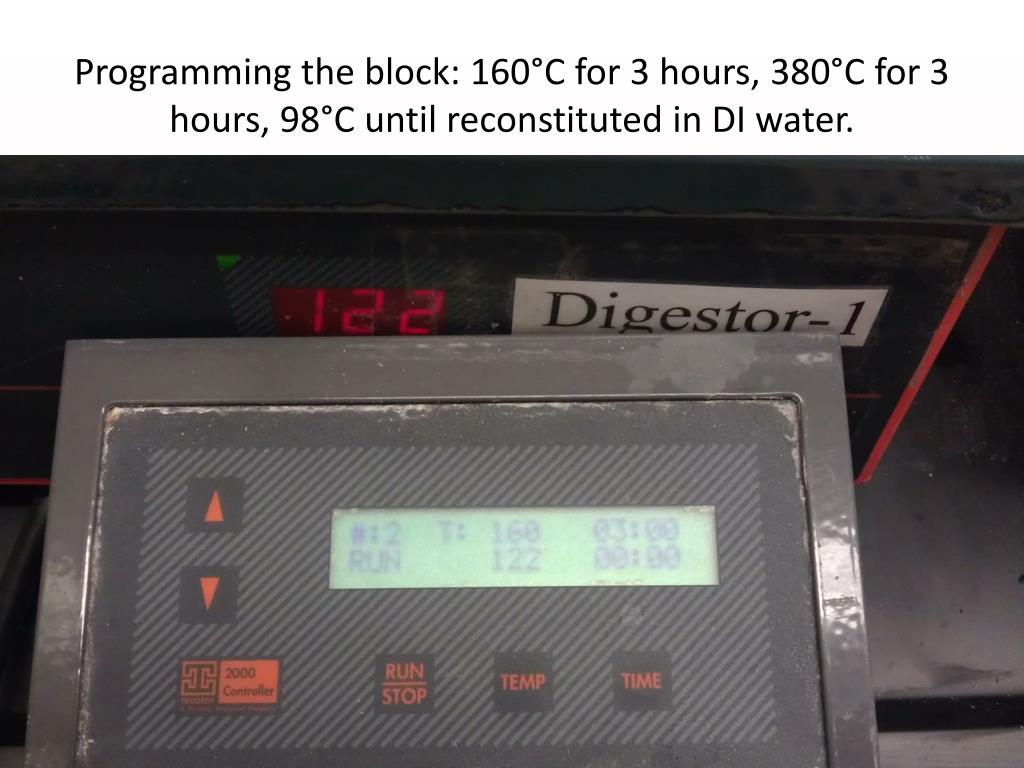 Programming the block: 160°C for 3 hours, 380°C for 3
hours, 98°C until reconstituted in DI water.
122
Digestor-1
#:2 T: 160 03:00
RUN 122 00:00
2000
Controller
tecator
RUN
STOP
TEMP
TIME